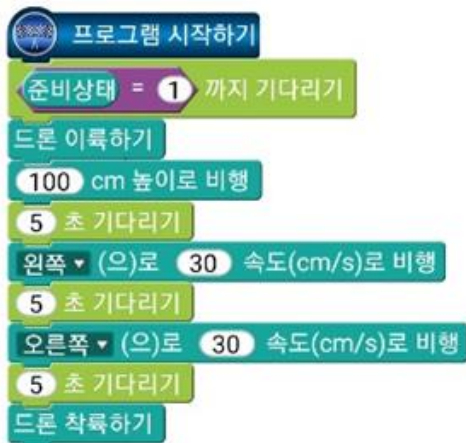 프로그램 시작하기
준비상태 = 1 까지 기다리기
드론 이륙하기
100 cm 높이로 비행
5 초 기다리기
왼쪽 (으)로 30 속도(cm/s)로 비행
5 초 기다리기
오른쪽 (으)로 30 속도(cm/s)로 비행
5 초 기다리기
드론 착륙하기